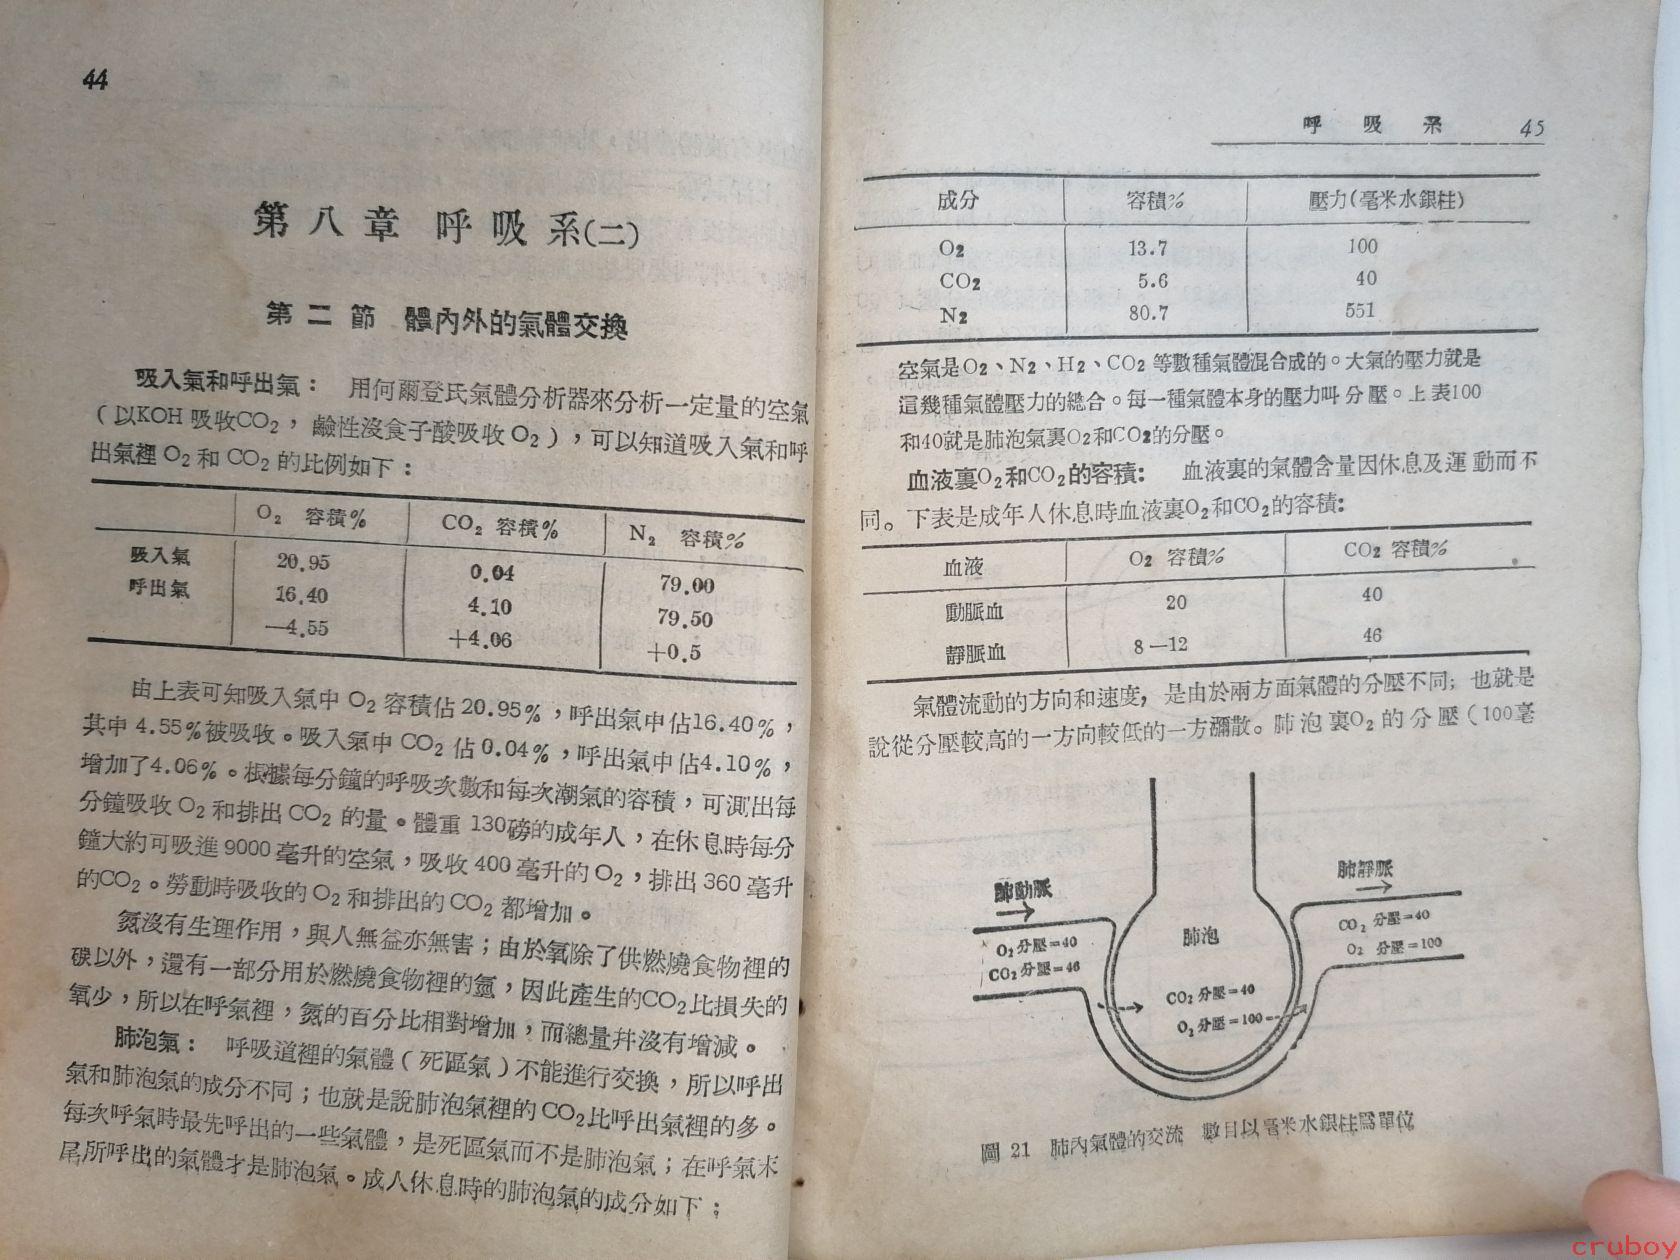 44
第八章 呼吸系(二)
第二節 體內外的氣體交換
吸入氣和呼出氣： 用何爾登氏氣體分析器來分析一定量的空氣
（以KOH 吸收CO₂，鹼性沒食子酸吸收 O₂），可以知道吸入氣和呼
出氣裡 O₂ 和 CO₂ 的比例如下：
O₂ 容積% CO₂ 容積% N₂ 容積%
吸入氣 20.95 0.04 79.00
呼出氣 16.40 4.10 79.50
—4.55 +4.06 +0.5
由上表可知吸入氣中 O₂ 容積佔 20.95%，呼出氣中佔16.40%，
其中 4.55%被吸收。吸入氣中 CO₂ 佔 0.04%，呼出氣中佔4.10%，
增加了4.06%。根據每分鐘的呼吸次數和每次潮氣的容積，可測出每
分鐘吸收 O₂ 和排出 CO₂ 的量。體重 130磅的成年人，在休息時每分
鐘大約可吸進 9000 毫升的空氣，吸收 400 毫升的 O₂，排出 360 毫升
的CO₂。勞動時吸收的 O₂ 和排出的 CO₂ 都增加。
氮沒有生理作用，與人無益亦無害；由於氧除了供燃燒食物裡的
碳以外，還有一部分用於燃燒食物裡的氫，因此產生的CO₂比損失的
氧少，所以在呼氣裡，氮的百分比相對增加，而總量幷沒有增減。
肺泡氣： 呼吸道裡的氣體（死區氣）不能進行交換，所以呼出
氣和肺泡氣的成分不同；也就是說肺泡氣裡的 CO₂比呼出氣裡的多。
每次呼氣時最先呼出的一些氣體，是死區氣而不是肺泡氣；在呼氣末
尾所呼出的氣體才是肺泡氣。成人休息時的肺泡氣的成分如下；
呼吸系 45
成分 容積% 壓力(毫米水銀柱)
O₂ 13.7 100
CO₂ 5.6 40
N₂ 80.7 551
空氣是O₂、N₂、H₂、CO₂ 等數種氣體混合成的。大氣的壓力就是
這幾種氣體壓力的總合。每一種氣體本身的壓力叫分壓。上表100
和40就是肺泡氣裏O₂和CO₂的分壓。
血液裏O₂和CO₂的容積： 血液裏的氣體含量因休息及運動而不
同。下表是成年人休息時血液裏O₂和CO₂的容積：
血液 O₂ 容積% CO₂ 容積%
動脈血 20 40
靜脈血 8—12 46
氣體流動的方向和速度，是由於兩方面氣體的分壓不同；也就是
說從分壓較高的一方向較低的一方瀰散。肺泡裏O₂的分壓（100毫
肺動脈
O₂分壓=40
CO₂分壓=46
肺泡
CO₂分壓=40
O₂分壓=100
肺靜脈
CO₂ 分壓=40
O₂ 分壓=100
圖 21 肺內氣體的交流 數目以毫米水銀柱爲單位
cruboy